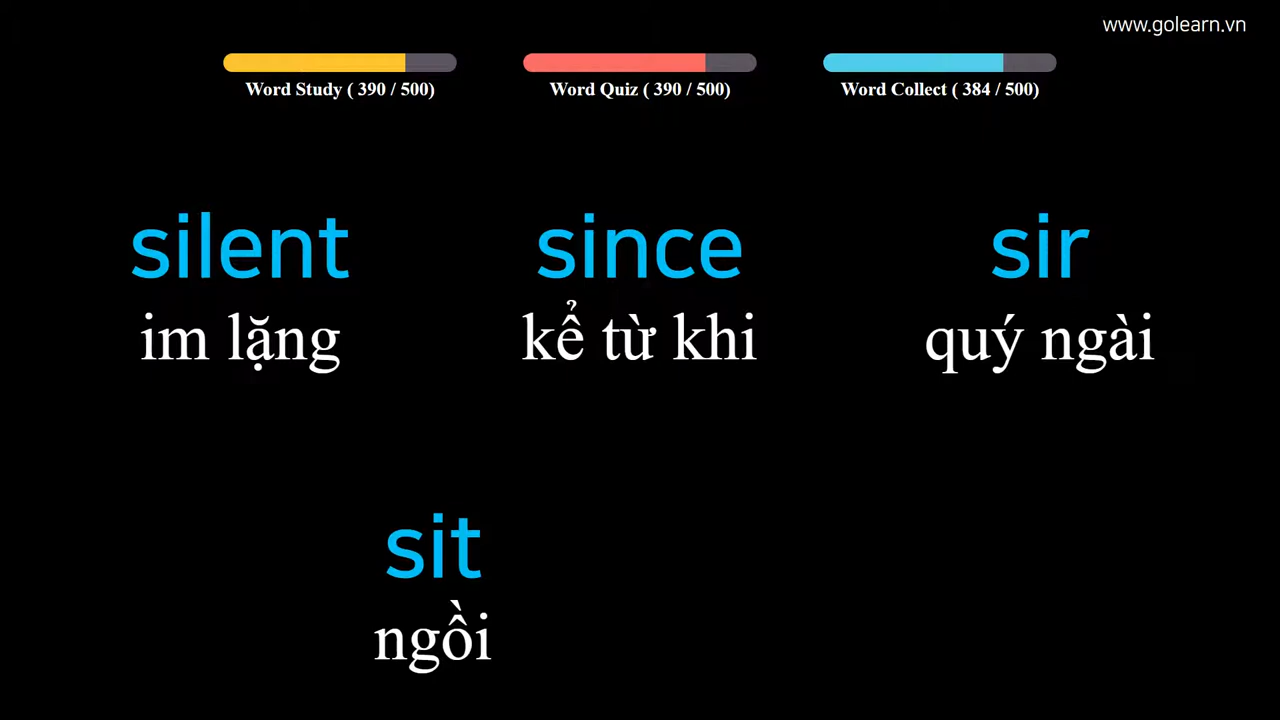 www.golearn.vn
Word Study ( 390 / 500)
Word Quiz ( 390 / 500)
Word Collect ( 384 / 500)
silent
im lặng
since
kể từ khi
sir
quý ngài
sit
ngồi